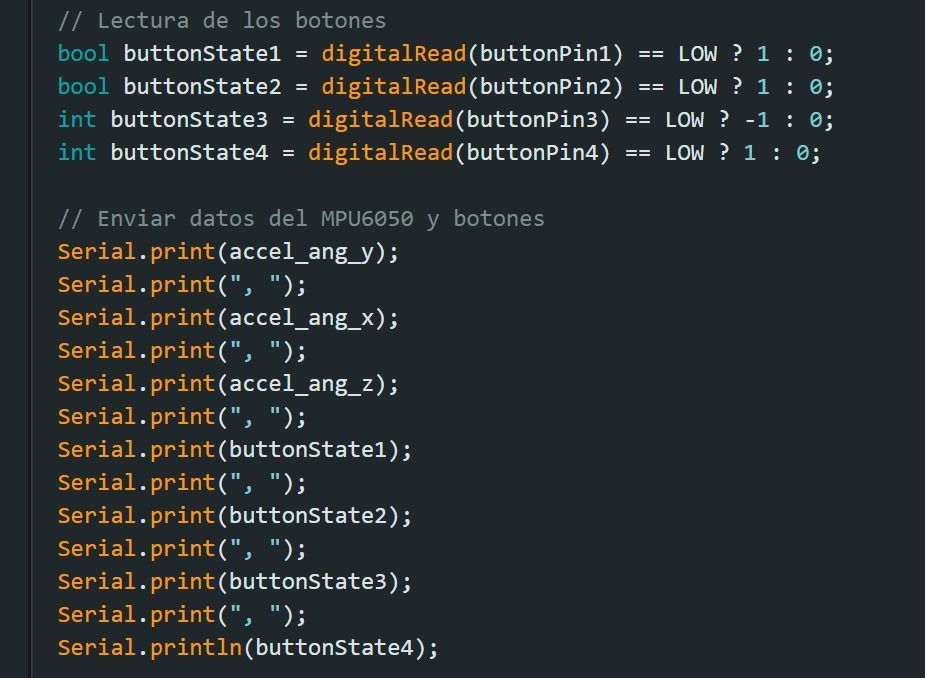 // Lectura de los botones
bool buttonState1 = digitalRead(buttonPin1) == LOW ? 1 : 0;
bool buttonState2 = digitalRead(buttonPin2) == LOW ? 1 : 0;
int buttonState3 = digitalRead(buttonPin3) == LOW ? -1 : 0;
int buttonState4 = digitalRead(buttonPin4) == LOW ? 1 : 0;
// Enviar datos del MPU6050 y botones
Serial.print(accel_ang_y);
Serial.print(", ");
Serial.print(accel_ang_x);
Serial.print(", ");
Serial.print(accel_ang_z);
Serial.print(", ");
Serial.print(buttonState1);
Serial.print(", ");
Serial.print(buttonState2);
Serial.print(", ");
Serial.print(buttonState3);
Serial.print(", ");
Serial.println(buttonState4);